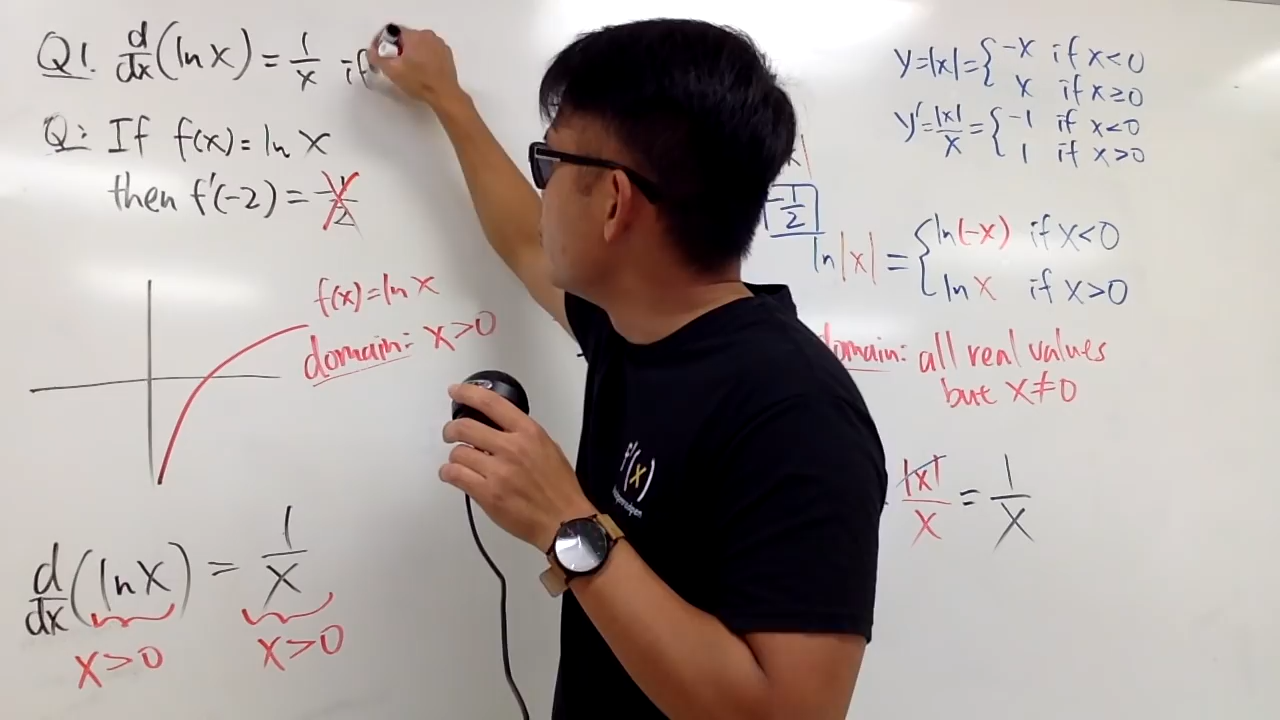 Q1. d/dx (ln x) = 1/x if
Q: If f(x) = ln x
then f'(-2) = -1/2
f(x) = ln x
domain: x>0
d/dx (ln x) = 1/x
x>0 x>0
y=|x|= { -x if x<0
x if x≥0
y' = |x|/x = { -1 if x<0
1 if x>0
-1/2
ln|x| = { ln(-x) if x<0
ln x if x>0
domain: all real values
but x≠0
|x|/x = 1/x
f'(x)